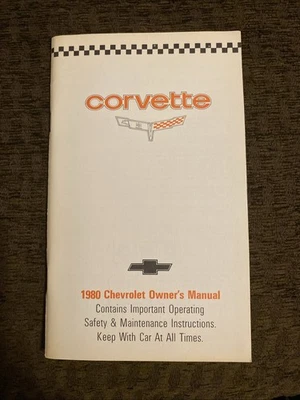 corvette
1980 Chevrolet Owner's Manual
Contains Important Operating
Safety & Maintenance Instructions.
Keep With Car At All Times.